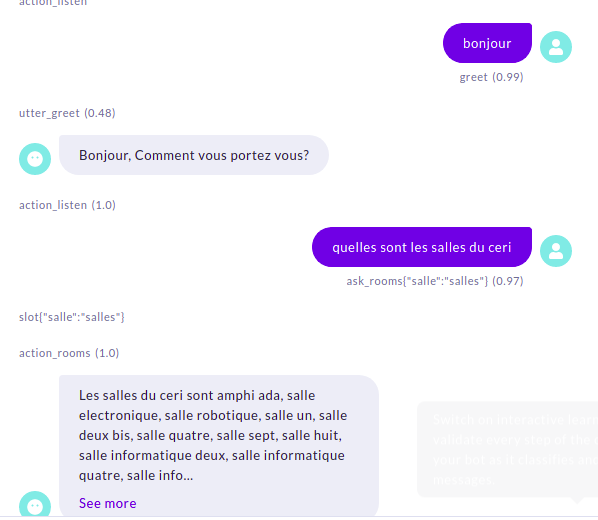 action_listen
bonjour
greet (0.99)
utter_greet (0.48)
Bonjour, Comment vous portez vous?
action_listen (1.0)
quelles sont les salles du ceri
ask_rooms{"salle":"salles"} (0.97)
slot{"salle":"salles"}
action_rooms (1.0)
Les salles du ceri sont amphi ada, salle
electronique, salle robotique, salle un, salle
deux bis, salle quatre, salle sept, salle huit,
salle informatique deux, salle informatique
quatre, salle info...
See more
Switch on interactive learn
validate every step of the
your bot as it classifies and
messages